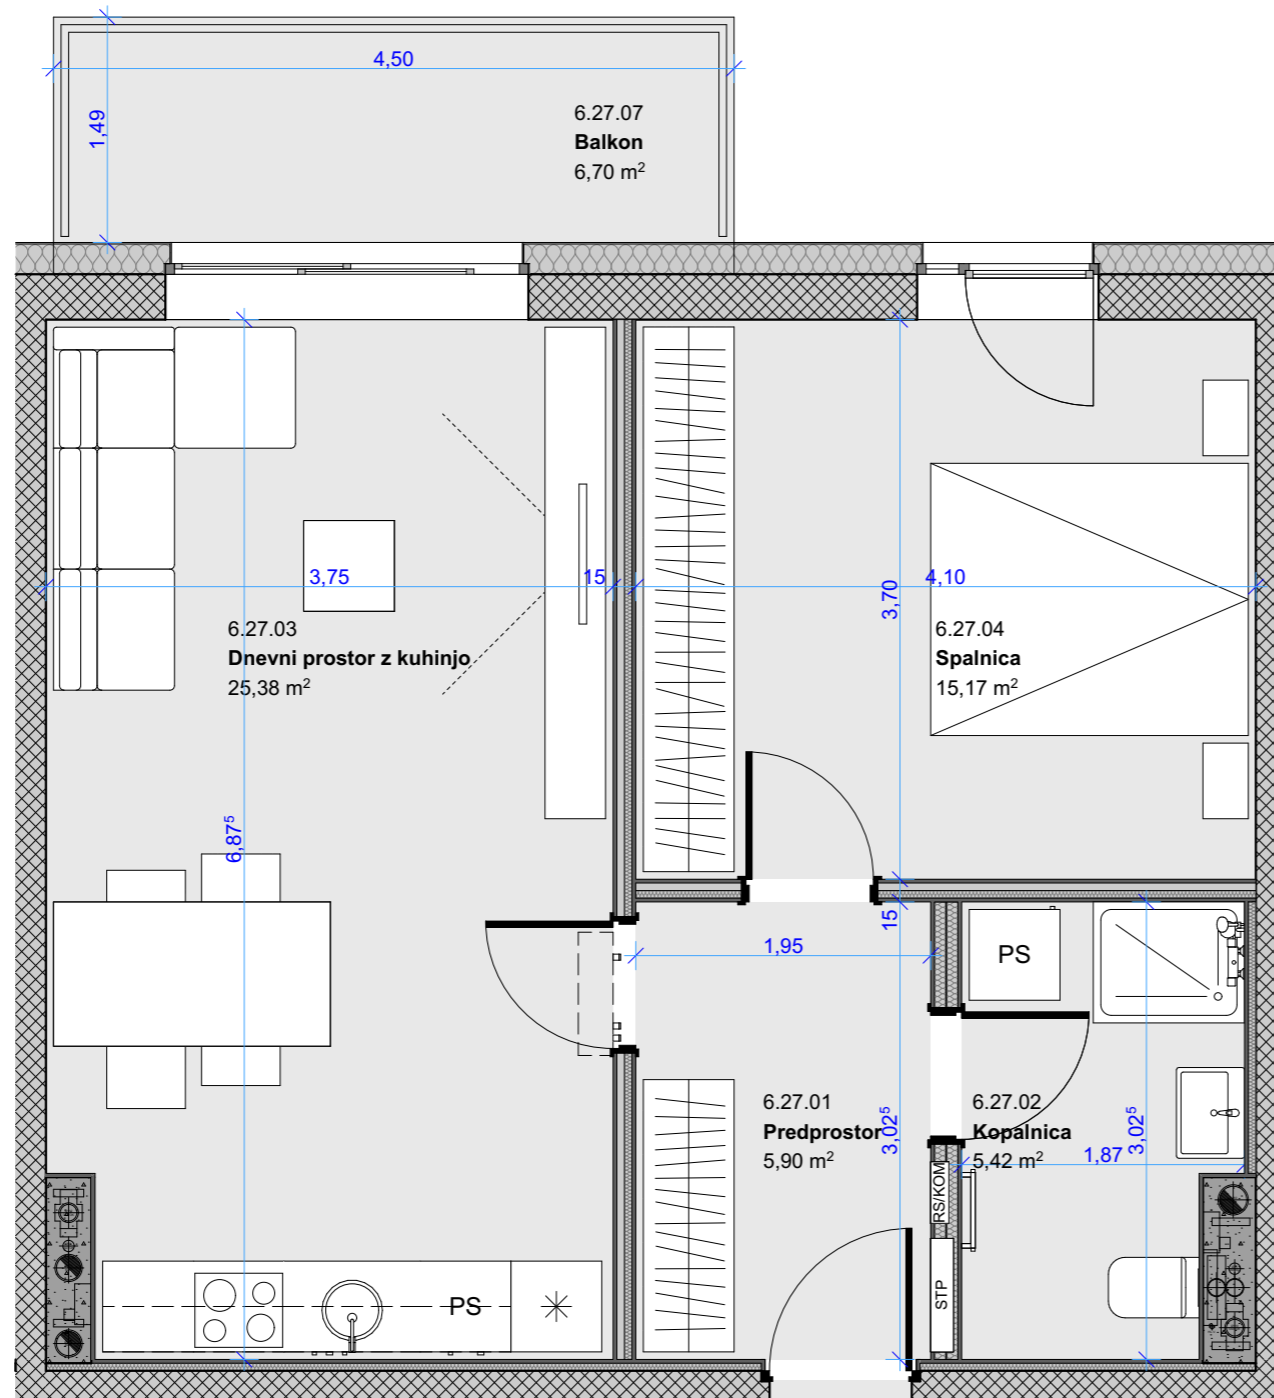 4,50
1,49
6.27.07
Balkon
6,70 m²
3,75
15
4,10
3,70
6.27.03
Dnevni prostor z kuhinjo
25,38 m²
6.27.04
Spalnica
15,17 m²
6,87⁵
15
1,95
PS
6.27.01
Predprostor
5,90 m²
3,02⁵
6.27.02
Kopalnica
5,42 m²
1,87
3,02⁵
RS/KOM
STP
PS